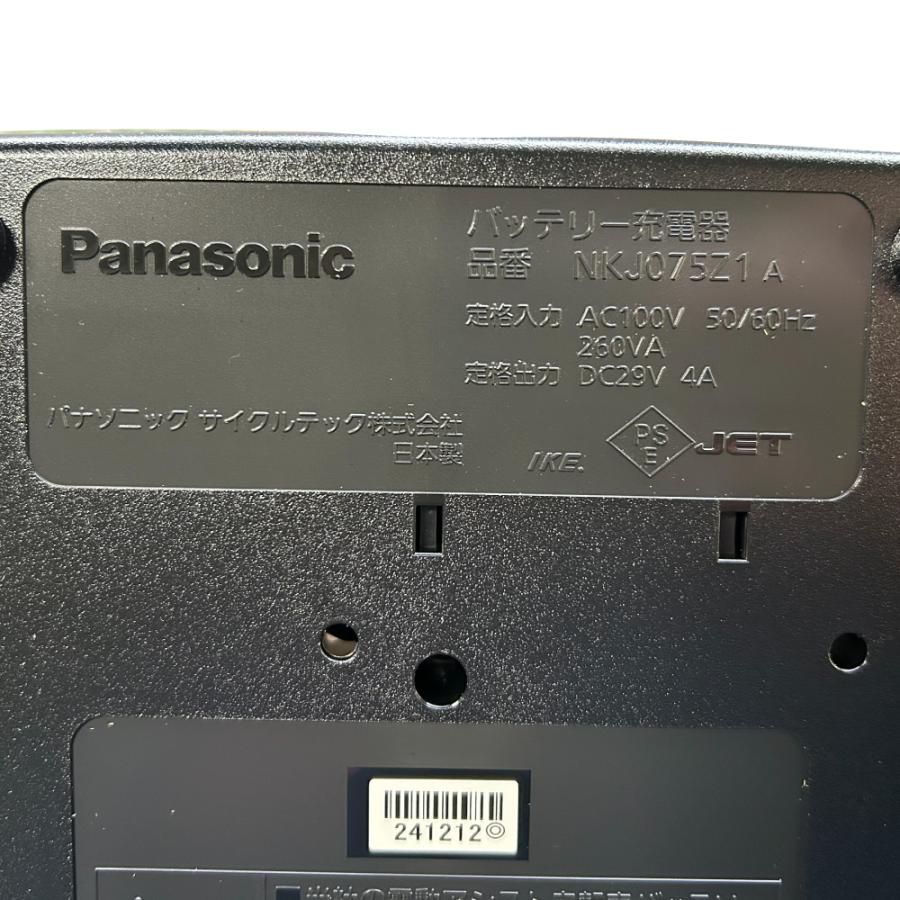 Panasonic
バッテリー充電器
品番 NKJ075Z1 A
定格入力 AC100V 50/60Hz
260VA
定格出力 DC29V 4A
パナソニック サイクルテック株式会社
日本製
IKE.
PS
E
JET
241212◎